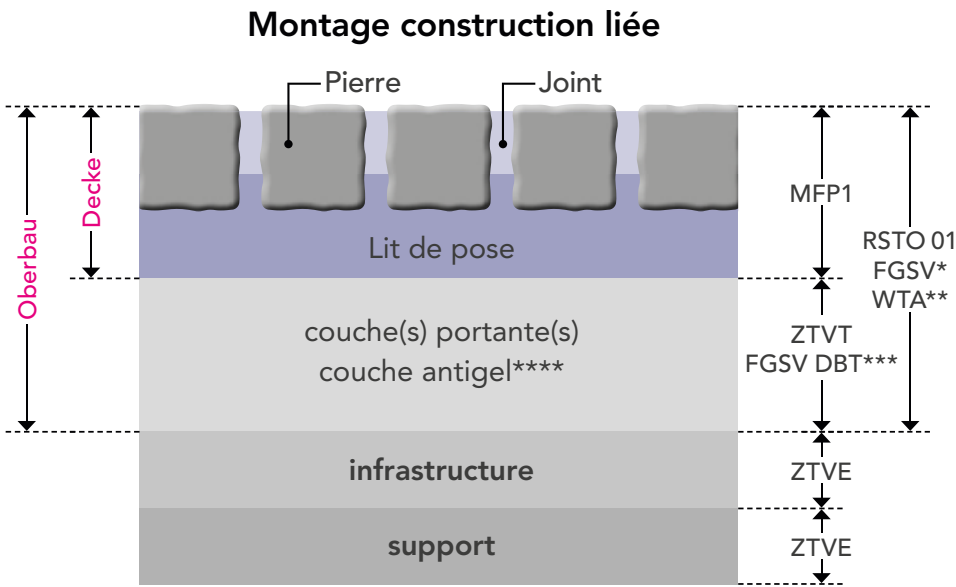 Montage construction liée
Pierre
Joint
Oberbau
Decke
Lit de pose
MFP1
RSTO 01
FGSV*
WTA**
couche(s) portante(s)
couche antigel****
ZTVT
FGSV DBT***
infrastructure
ZTVE
support
ZTVE